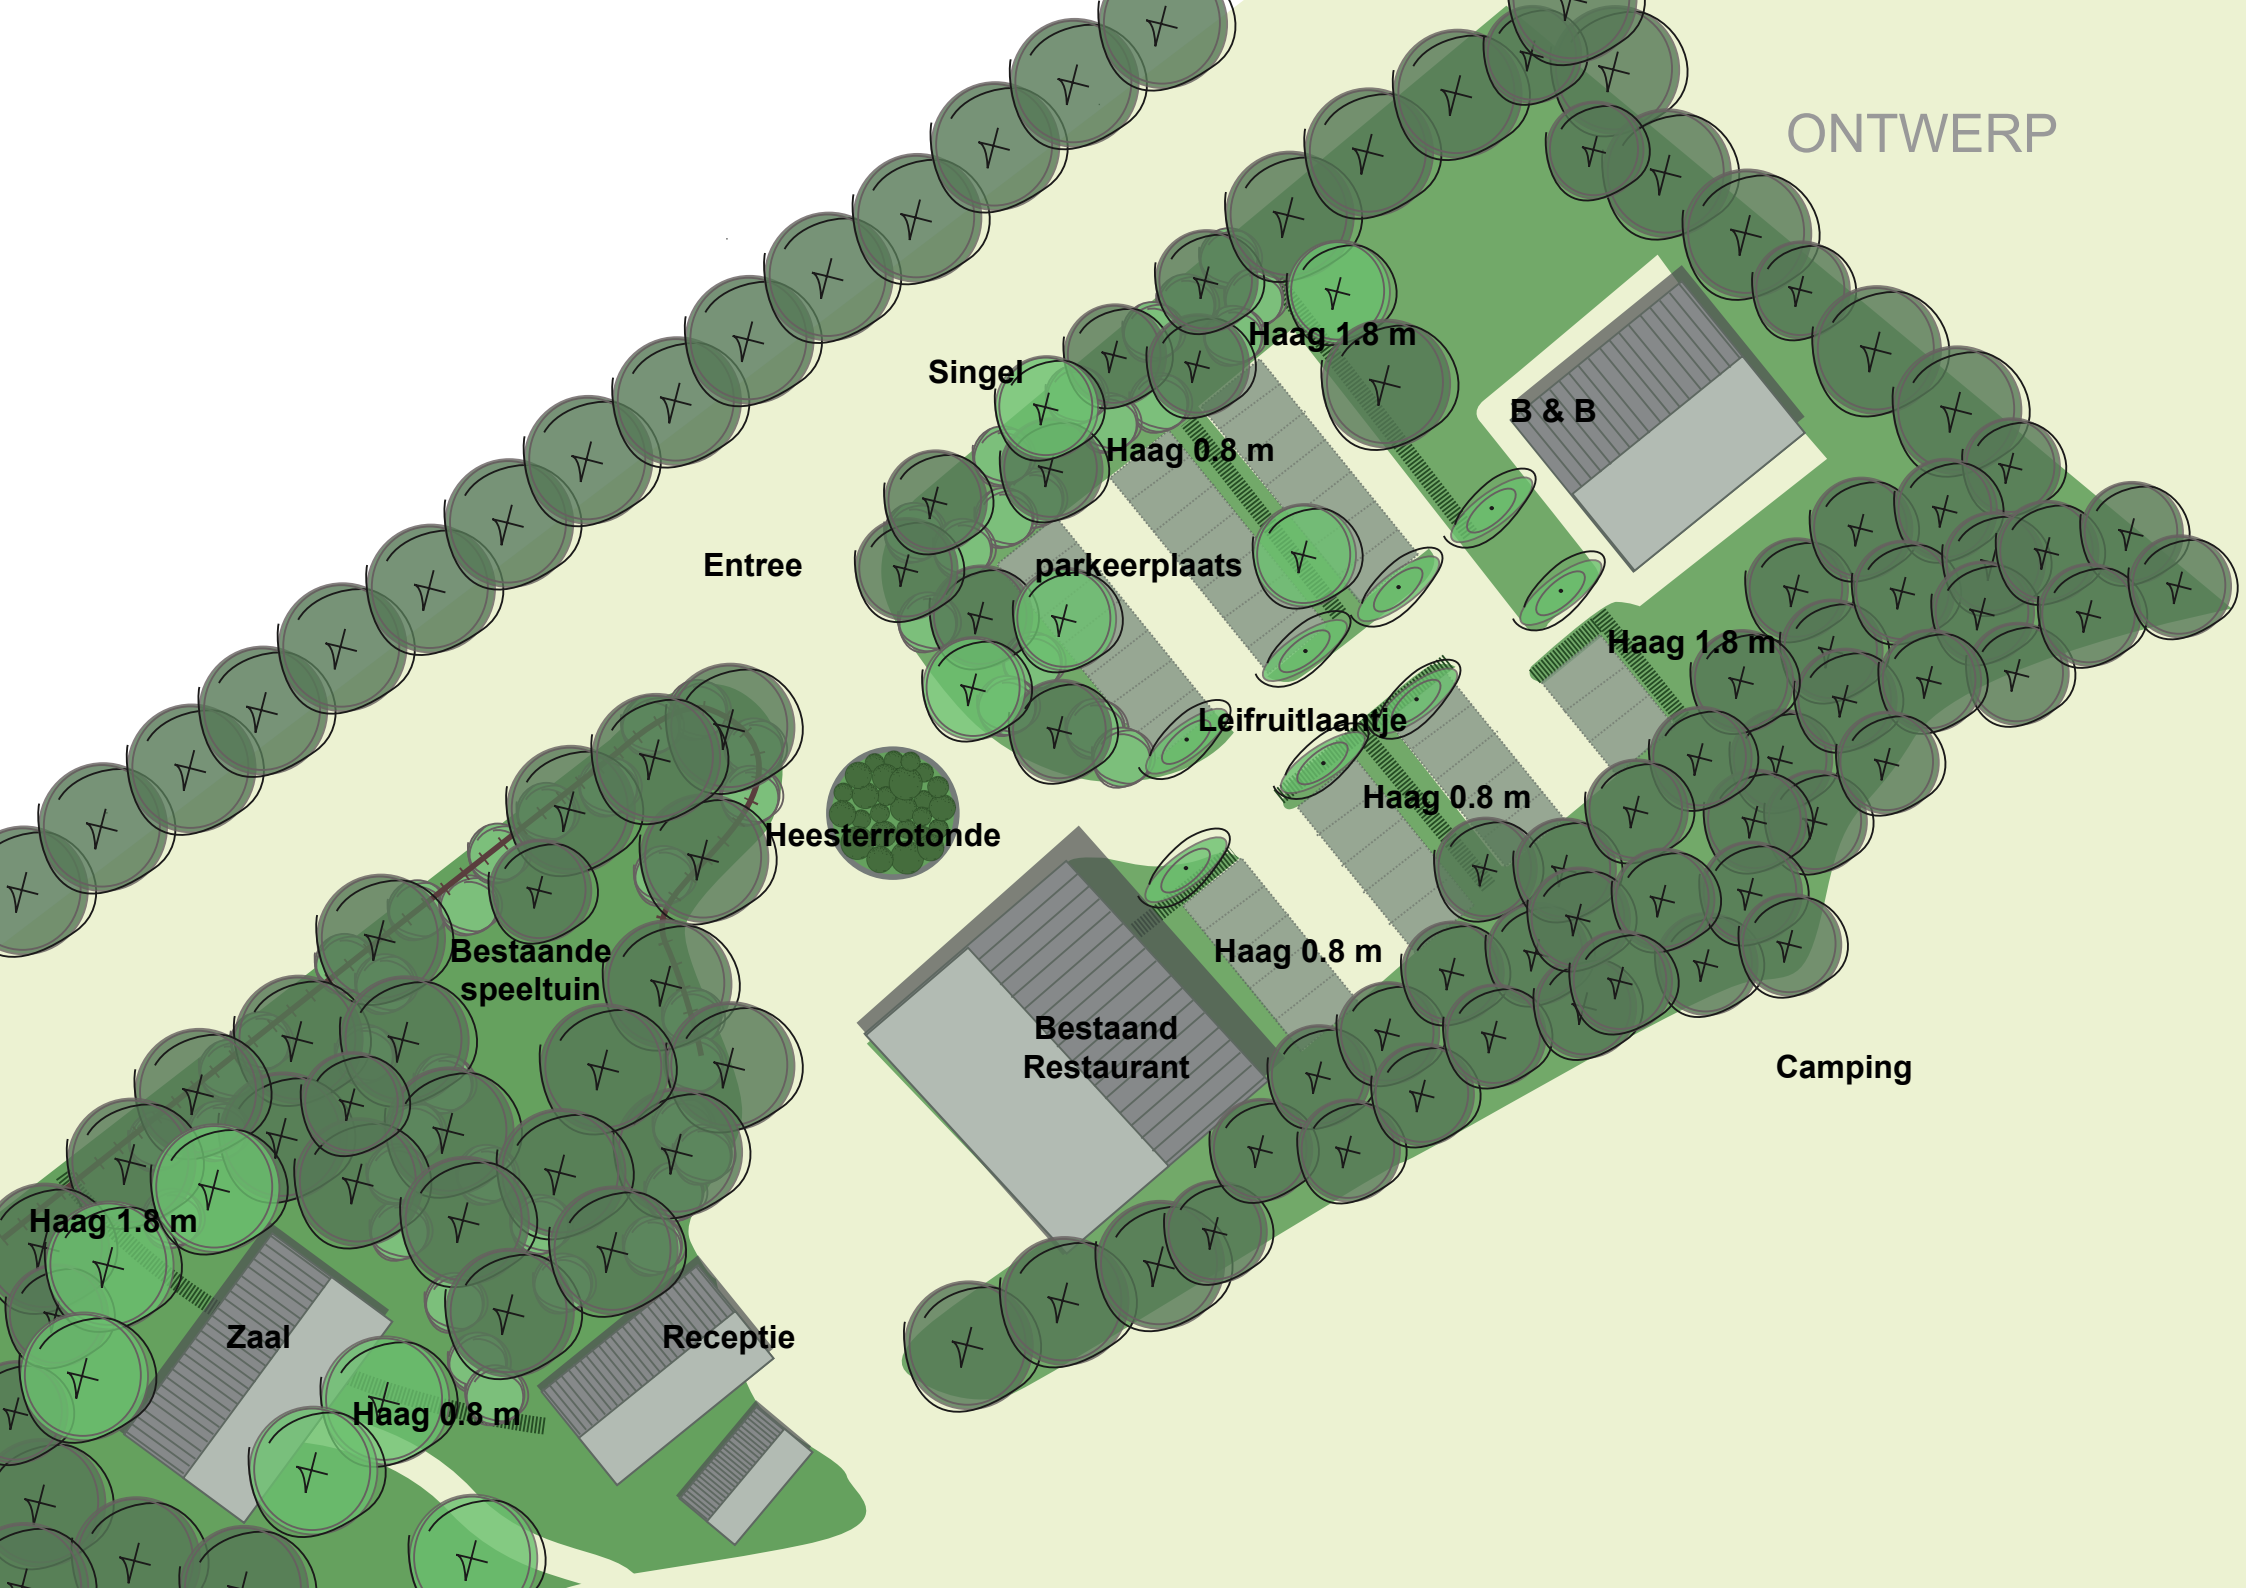 ONTWERP
Haag 1.8 m
Singel
B & B
Haag 0.8 m
Entree
parkeerplaats
Haag 1.8 m
Leifruitlaantje
Haag 0.8 m
Heesterrotonde
Bestaande
speeltuin
Haag 0.8 m
Bestaand
Restaurant
Camping
Haag 1.8 m
Zaal
Receptie
Haag 0.8 m